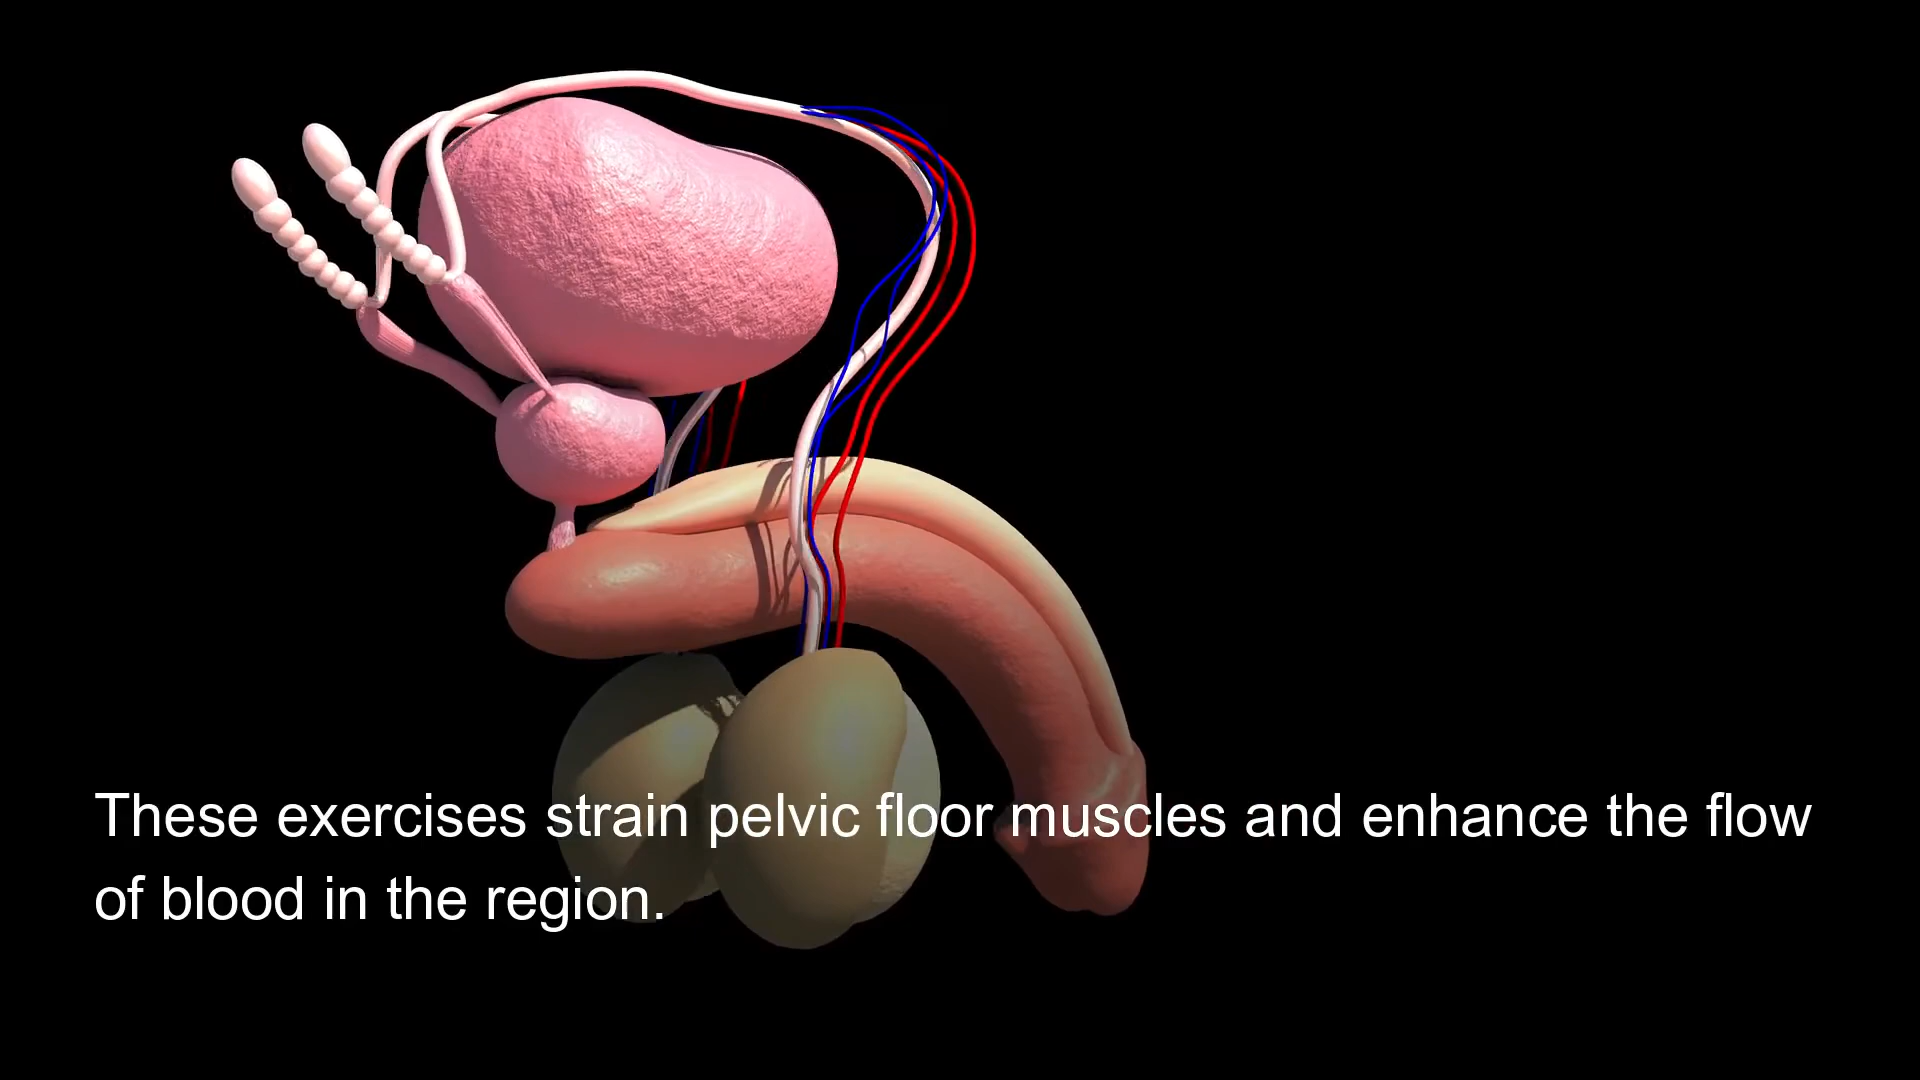 These exercises strain pelvic floor muscles and enhance the flow
of blood in the region.